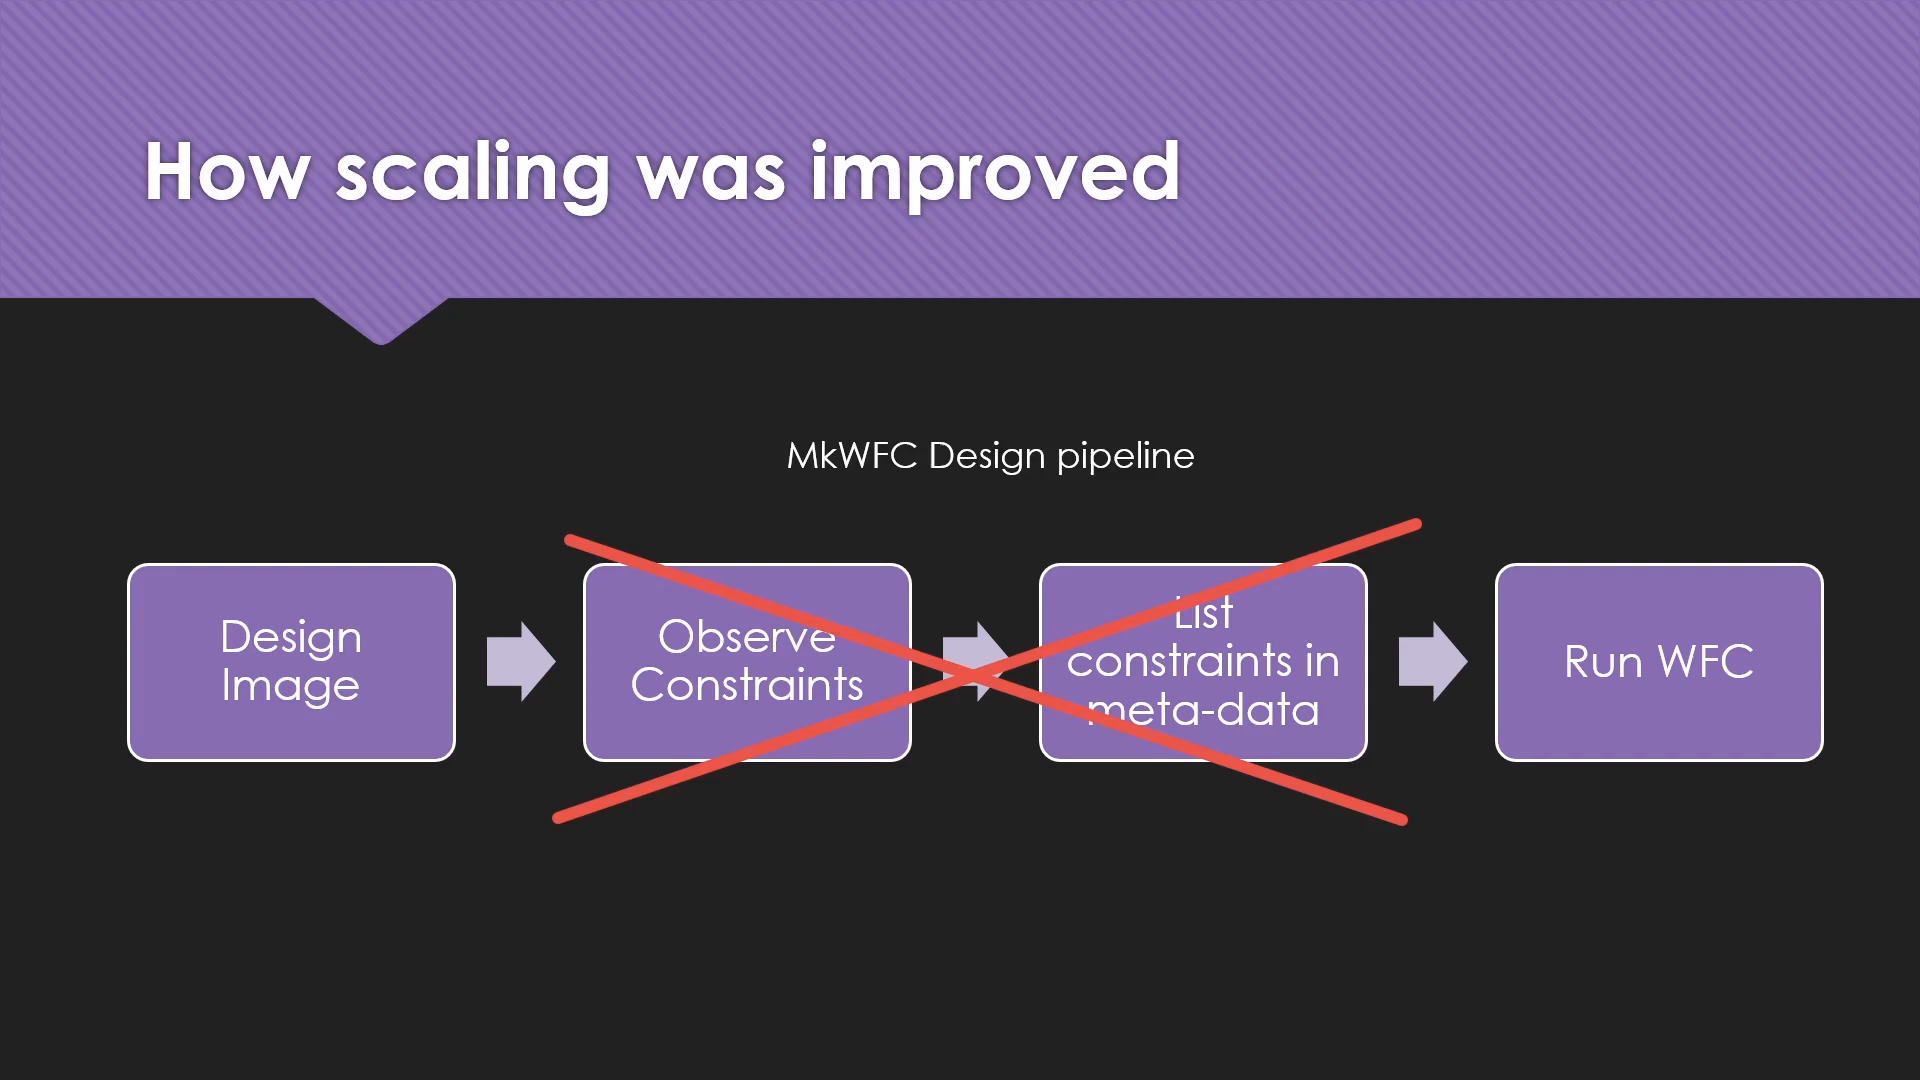 How scaling was improved
MkWFC Design pipeline
Design
Image
Observe
Constraints
List
constraints in
meta-data
Run WFC